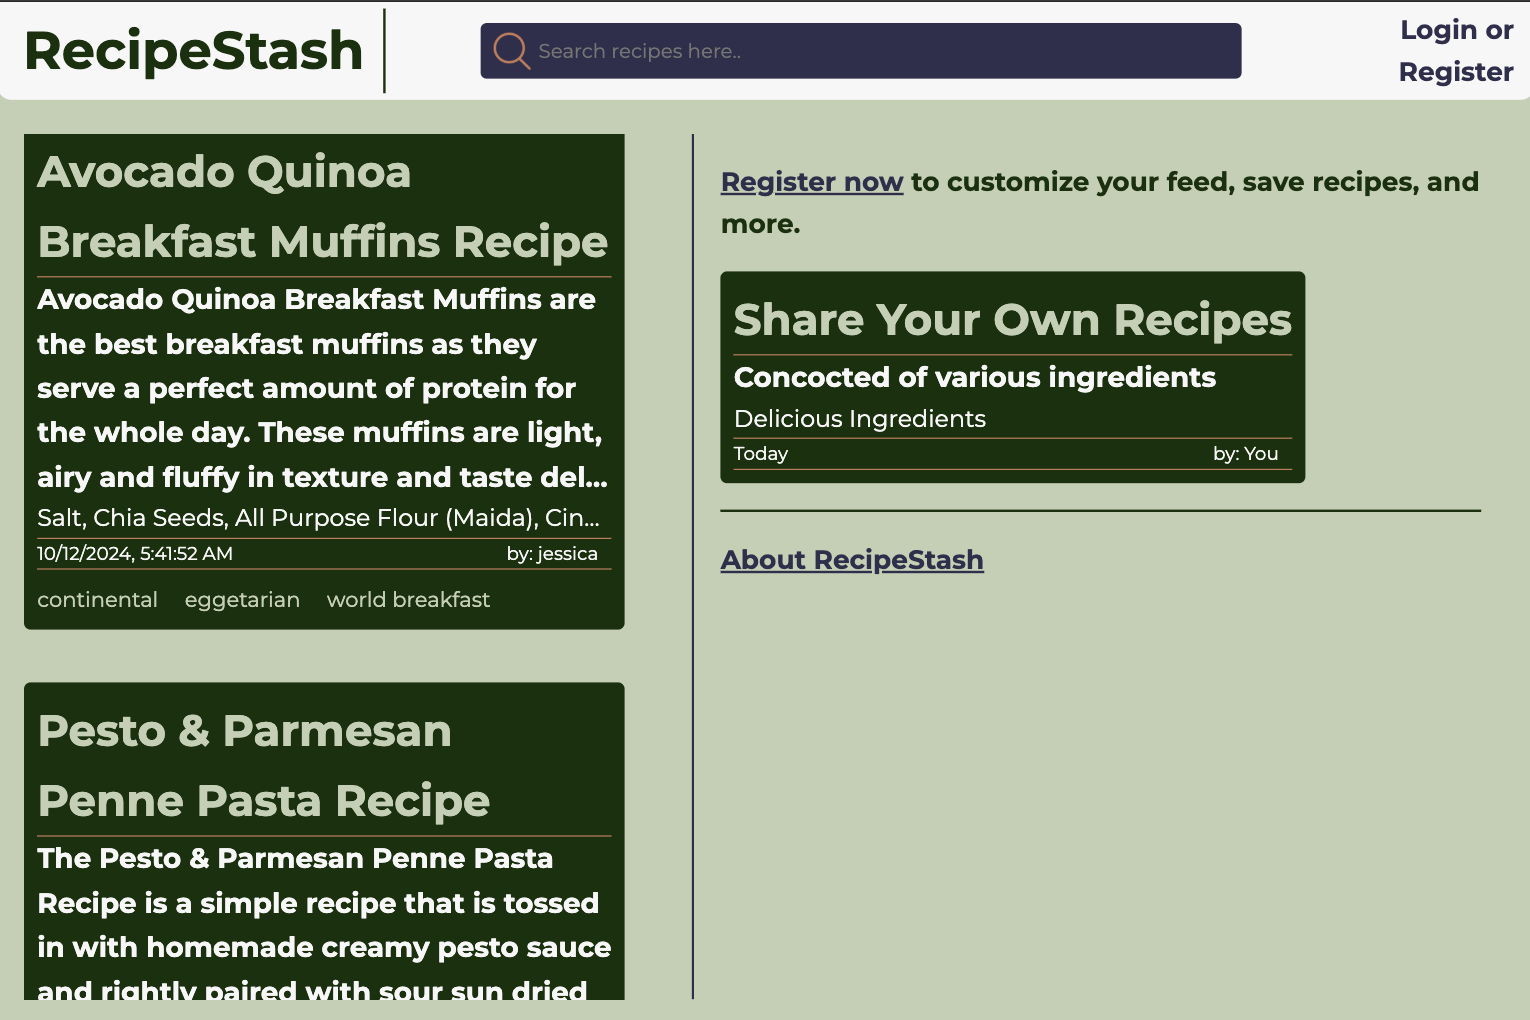 RecipeStash
Search recipes here..
Login or
Register
Avocado Quinoa
Breakfast Muffins Recipe
Avocado Quinoa Breakfast Muffins are
the best breakfast muffins as they
serve a perfect amount of protein for
the whole day. These muffins are light,
airy and fluffy in texture and taste del...
Salt, Chia Seeds, All Purpose Flour (Maida), Cin...
10/12/2024, 5:41:52 AM by: jessica
continental eggetarian world breakfast
Pesto & Parmesan
Penne Pasta Recipe
The Pesto & Parmesan Penne Pasta
Recipe is a simple recipe that is tossed
in with homemade creamy pesto sauce
and rightly paired with sour sun dried
Register now to customize your feed, save recipes, and
more.
Share Your Own Recipes
Concocted of various ingredients
Delicious Ingredients
Today by: You
About RecipeStash